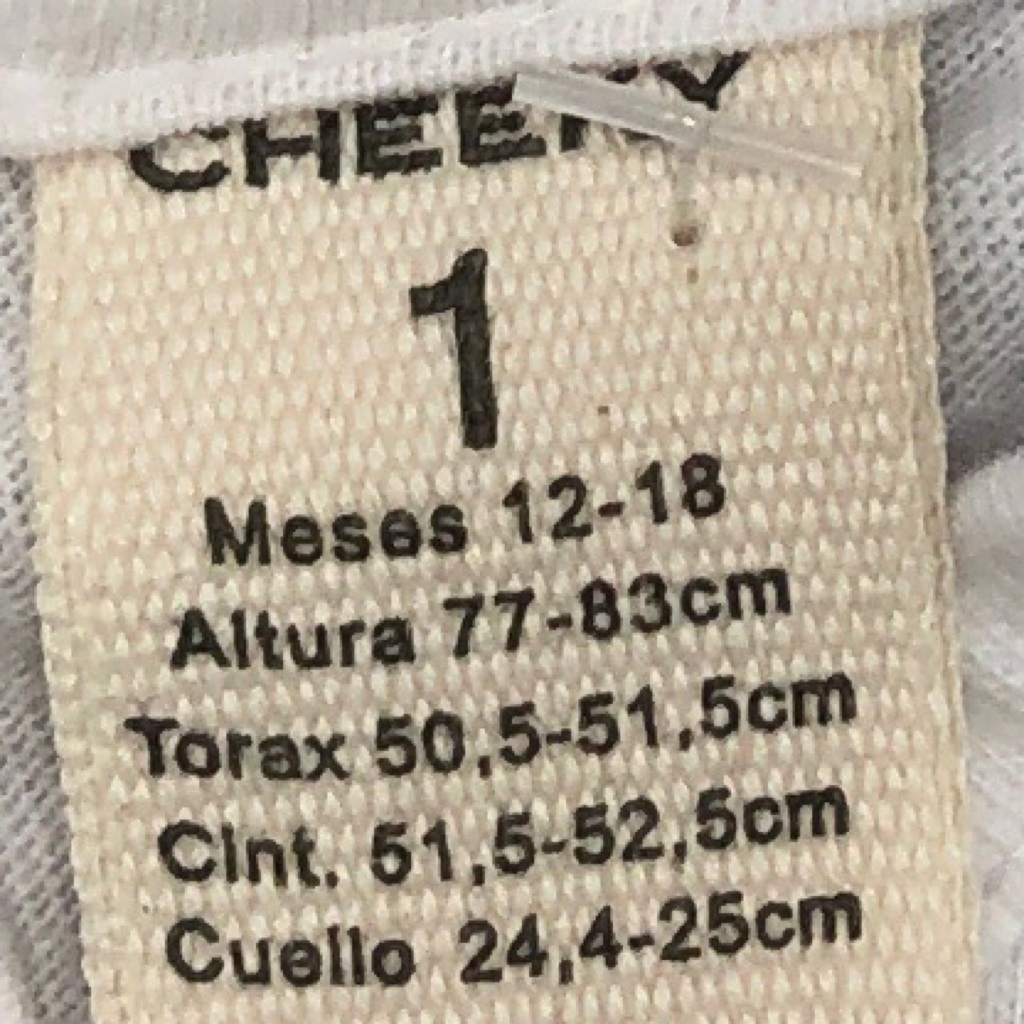 CHEEKY
1
Meses 12-18
Altura 77-83cm
Torax 50,5-51,5cm
Cint. 51,5-52,5cm
Cuello 24,4-25cm